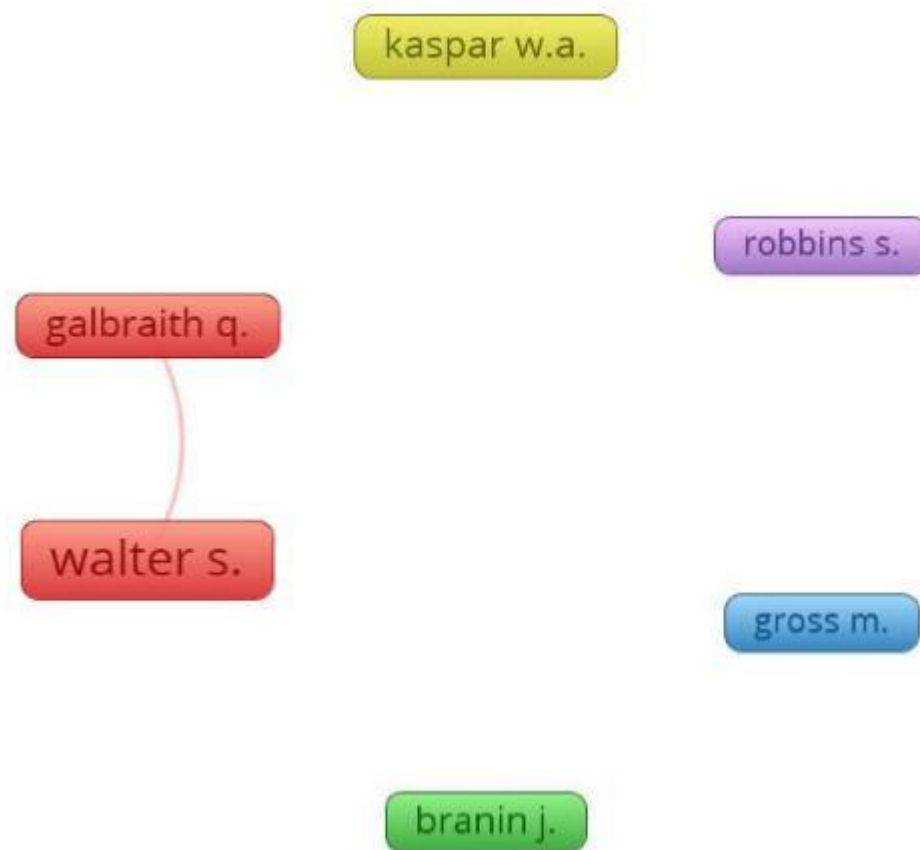 kaspar w.a.
robbins s.
galbraith q.
walter s.
gross m.
branin j.